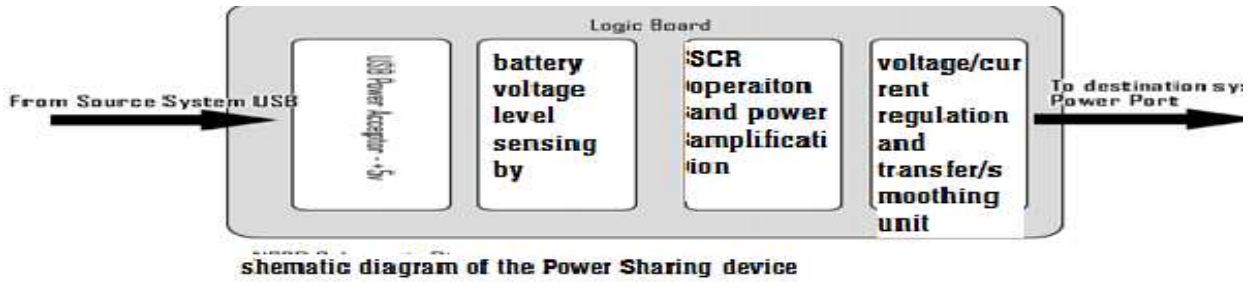 Logic Board
From Source System USB
USB Power Acceptor - +5v
battery
voltage
level
sensing
by
SCR
operaiton
and power
amplificati
ion
voltage/cur
rent
regulation
and
transfer/s
moothing
unit
To destination sys
Power Port
shematic diagram of the Power Sharing device